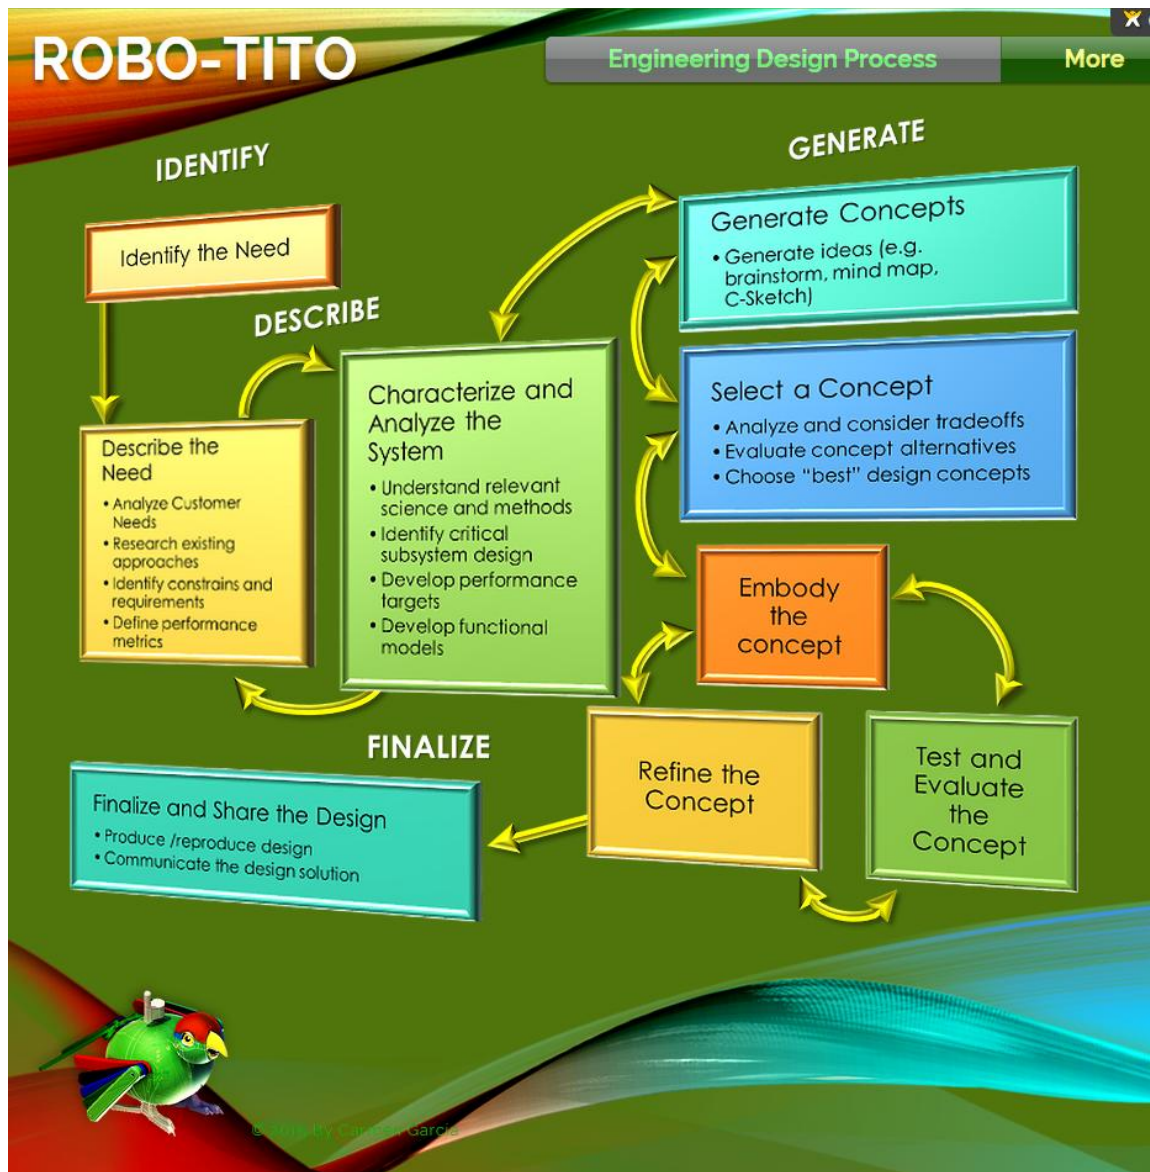 ROBO-TITO
Engineering Design Process
More
IDENTIFY
Identify the Need
DESCRIBE
Describe the
Need
• Analyze Customer
Needs
• Research existing
approaches
• Identify constrains and
requirements
• Define performance
metrics
Characterize and
Analyze the
System
• Understand relevant
science and methods
• Identify critical
subsystem design
• Develop performance
targets
• Develop functional
models
GENERATE
Generate Concepts
• Generate ideas (e.g.
brainstorm, mind map,
C-Sketch)
Select a Concept
• Analyze and consider tradeoffs
• Evaluate concept alternatives
• Choose “best” design concepts
Embody
the
concept
Refine the
Concept
Test and
Evaluate
the
Concept
FINALIZE
Finalize and Share the Design
• Produce /reproduce design
• Communicate the design solution
© By Garcia